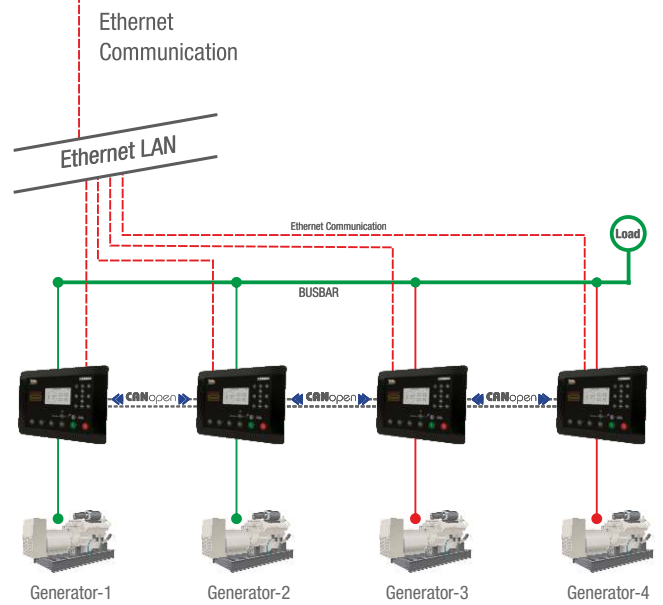 Ethernet
Communication
Ethernet LAN
Ethernet Communication
Load
BUSBAR
CANopen
CANopen
CANopen
Generator-1
Generator-2
Generator-3
Generator-4